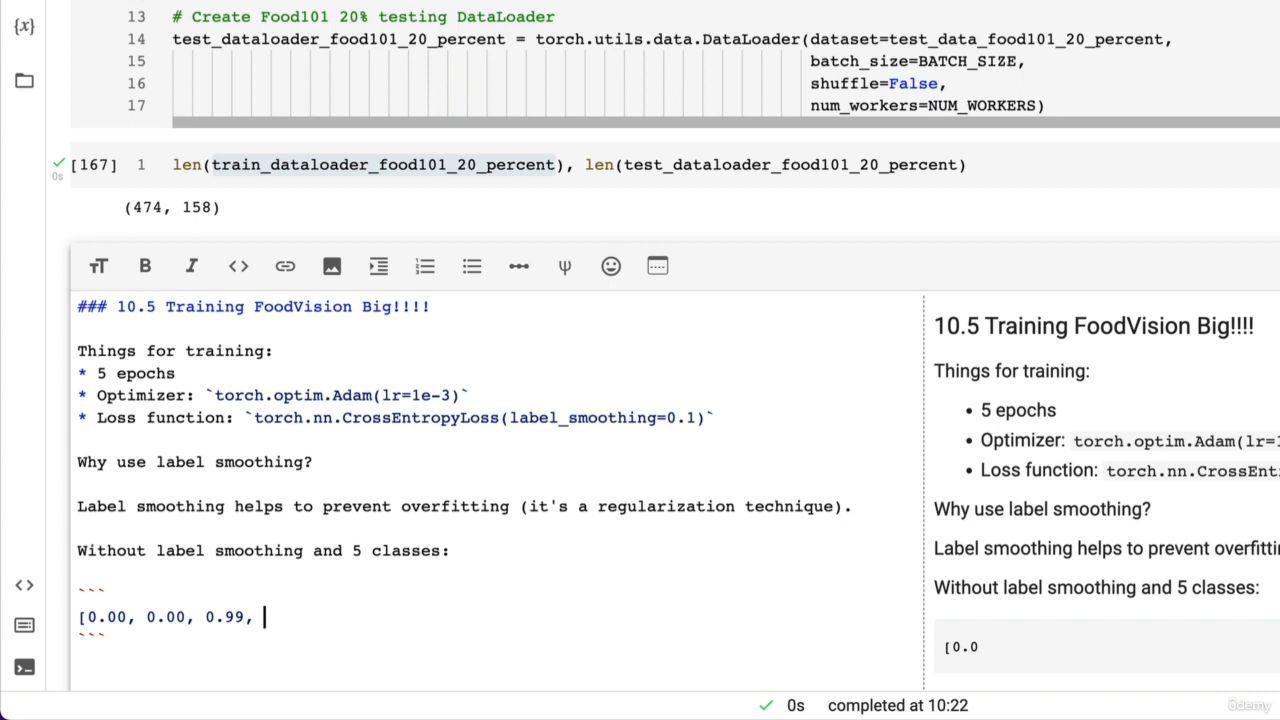 {x}
13 # Create Food101 20% testing DataLoader
14 test_dataloader_food101_20_percent = torch.utils.data.DataLoader(dataset=test_data_food101_20_percent,
15 batch_size=BATCH_SIZE,
16 shuffle=False,
17 num_workers=NUM_WORKERS)
[167] 1 len(train_dataloader_food101_20_percent), len(test_dataloader_food101_20_percent)
0s
(474, 158)
### 10.5 Training FoodVision Big!!!!
Things for training:
* 5 epochs
* Optimizer: `torch.optim.Adam(lr=1e-3)`
* Loss function: `torch.nn.CrossEntropyLoss(label_smoothing=0.1)`
Why use label smoothing?
Label smoothing helps to prevent overfitting (it's a regularization technique).
Without label smoothing and 5 classes:
```
[0.00, 0.00, 0.99,
```
10.5 Training FoodVision Big!!!!
Things for training:
• 5 epochs
• Optimizer: torch.optim.Adam(lr=1
• Loss function: torch.nn.CrossEnt
Why use label smoothing?
Label smoothing helps to prevent overfitti
Without label smoothing and 5 classes:
[0.0
0s completed at 10:22
ûdemy